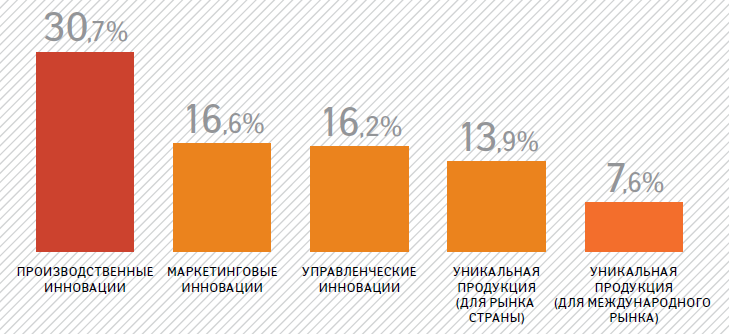 30,7%
16,6%
16,2%
13,9%
7,6%
ПРОИЗВОДСТВЕННЫЕ
ИННОВАЦИИ
МАРКЕТИНГОВЫЕ
ИННОВАЦИИ
УПРАВЛЕНЧЕСКИЕ
ИННОВАЦИИ
УНИКАЛЬНАЯ
ПРОДУКЦИЯ
(ДЛЯ РЫНКА
СТРАНЫ)
УНИКАЛЬНАЯ
ПРОДУКЦИЯ
(ДЛЯ МЕЖДУНАРОДНОГО
РЫНКА)